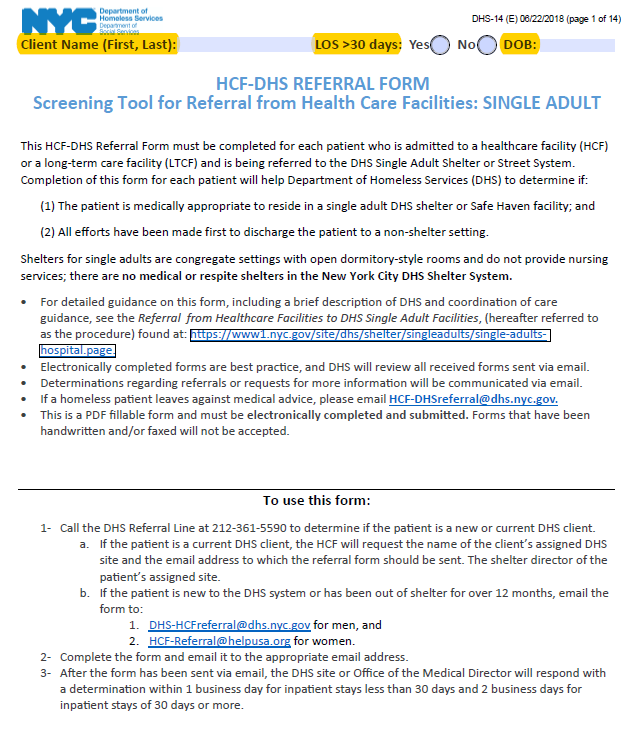 NYC Department of
Homeless Services
Department of
Social Services
DHS-14 (E) 06/22/2018 (page 1 of 14)
Client Name (First, Last): LOS >30 days: Yes No DOB:
HCF-DHS REFERRAL FORM
Screening Tool for Referral from Health Care Facilities: SINGLE ADULT
This HCF-DHS Referral Form must be completed for each patient who is admitted to a healthcare facility (HCF)
or a long-term care facility (LTCF) and is being referred to the DHS Single Adult Shelter or Street System.
Completion of this form for each patient will help Department of Homeless Services (DHS) to determine if:
(1) The patient is medically appropriate to reside in a single adult DHS shelter or Safe Haven facility; and
(2) All efforts have been made first to discharge the patient to a non-shelter setting.
Shelters for single adults are congregate settings with open dormitory-style rooms and do not provide nursing
services; there are no medical or respite shelters in the New York City DHS Shelter System.
• For detailed guidance on this form, including a brief description of DHS and coordination of care
guidance, see the Referral from Healthcare Facilities to DHS Single Adult Facilities, (hereafter referred to
as the procedure) found at: https://www1.nyc.gov/site/dhs/shelter/singleadults/single-adults-
hospital.page.
• Electronically completed forms are best practice, and DHS will review all received forms sent via email.
• Determinations regarding referrals or requests for more information will be communicated via email.
• If a homeless patient leaves against medical advice, please email HCF-DHSreferral@dhs.nyc.gov.
• This is a PDF fillable form and must be electronically completed and submitted. Forms that have been
handwritten and/or faxed will not be accepted.
To use this form:
1- Call the DHS Referral Line at 212-361-5590 to determine if the patient is a new or current DHS client.
a. If the patient is a current DHS client, the HCF will request the name of the client's assigned DHS
site and the email address to which the referral form should be sent. The shelter director of the
patient's assigned site.
b. If the patient is new to the DHS system or has been out of shelter for over 12 months, email the
form to:
1. DHS-HCFreferral@dhs.nyc.gov for men, and
2. HCF-Referral@helpusa.org for women.
2- Complete the form and email it to the appropriate email address.
3- After the form has been sent via email, the DHS site or Office of the Medical Director will respond with
a determination within 1 business day for inpatient stays less than 30 days and 2 business days for
inpatient stays of 30 days or more.